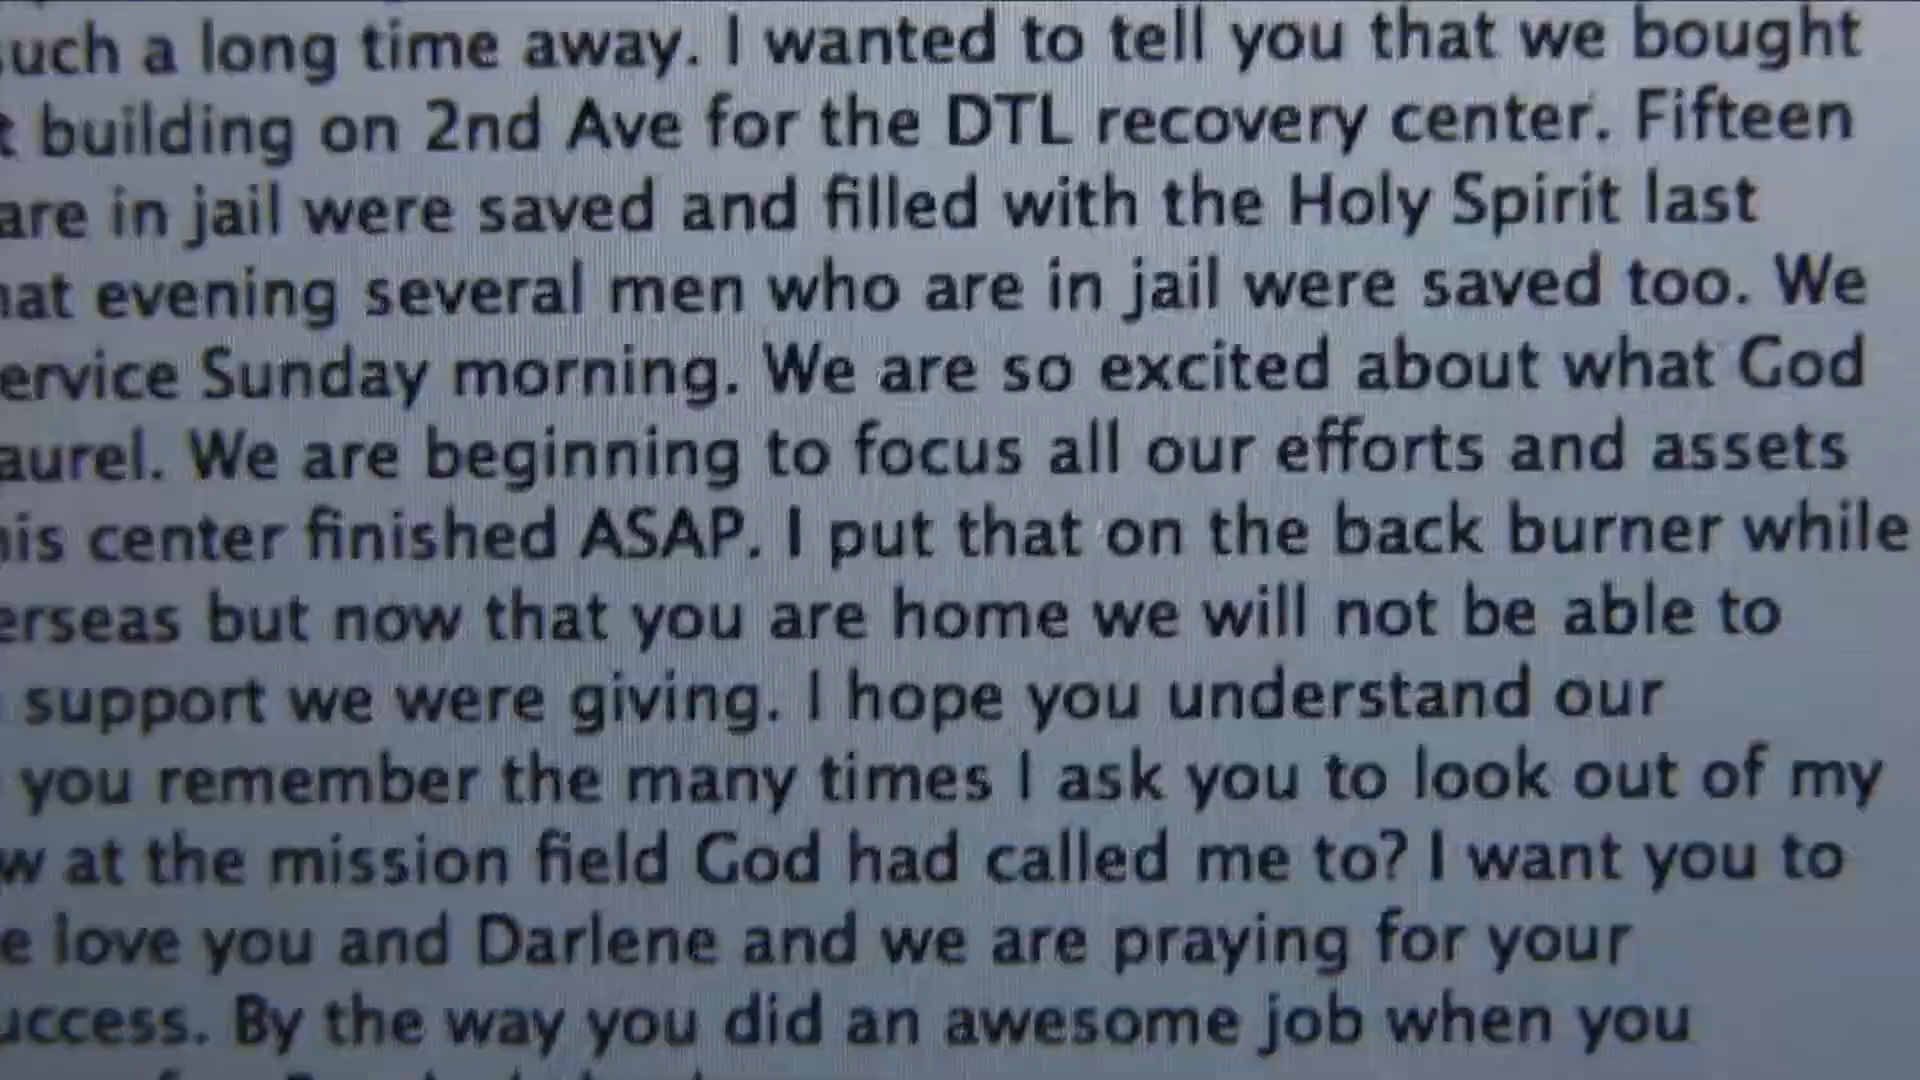 such a long time away. I wanted to tell you that we bought
building on 2nd Ave for the DTL recovery center. Fifteen
are in jail were saved and filled with the Holy Spirit last
evening several men who are in jail were saved too. We
ervice Sunday morning. We are so excited about what God
aurel. We are beginning to focus all our efforts and assets
his center finished ASAP. I put that on the back burner while
erseas but now that you are home we will not be able to
support we were giving. I hope you understand our
you remember the many times I ask you to look out of my
w at the mission field God had called me to? I want you to
e love you and Darlene and we are praying for your
uccess. By the way you did an awesome job when you